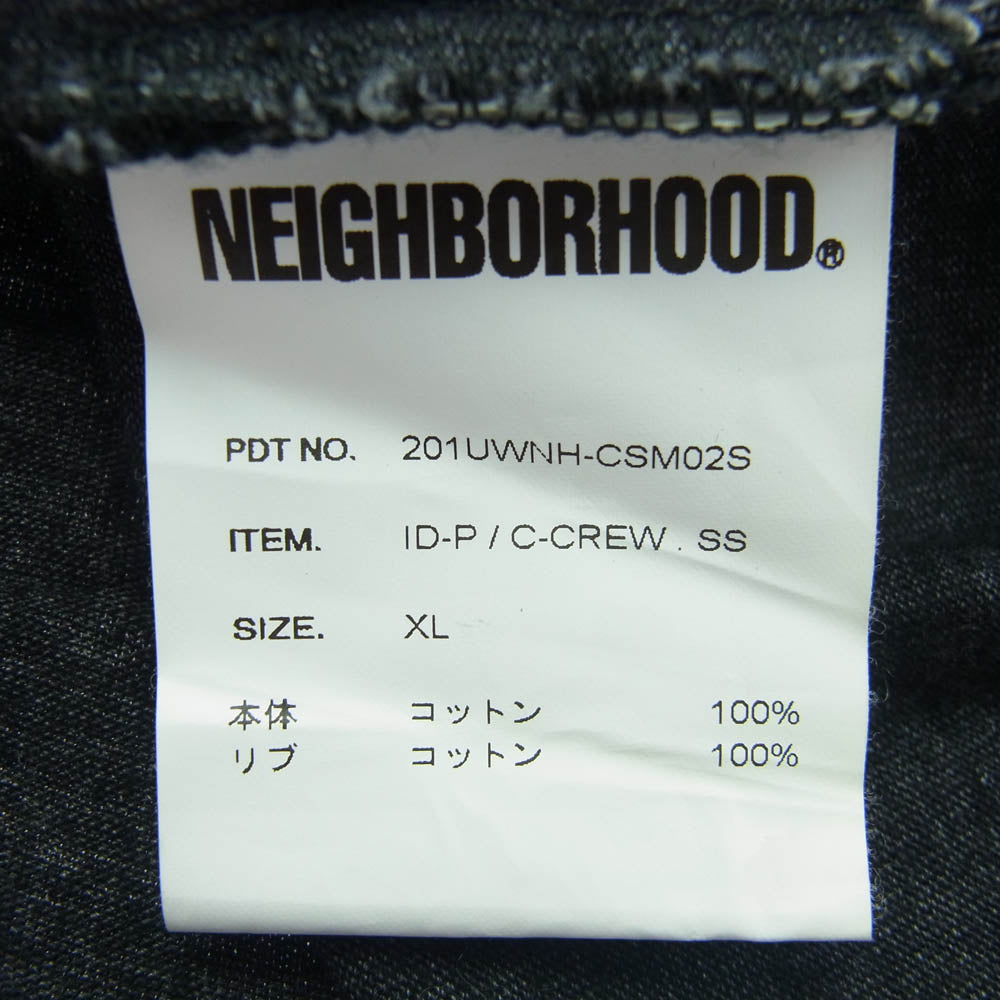 NEIGHBORHOOD®
PDT NO. 201UWNH-CSM02S
ITEM. ID-P / C-CREW . SS
SIZE. XL
本体 コットン 100%
リブ コットン 100%